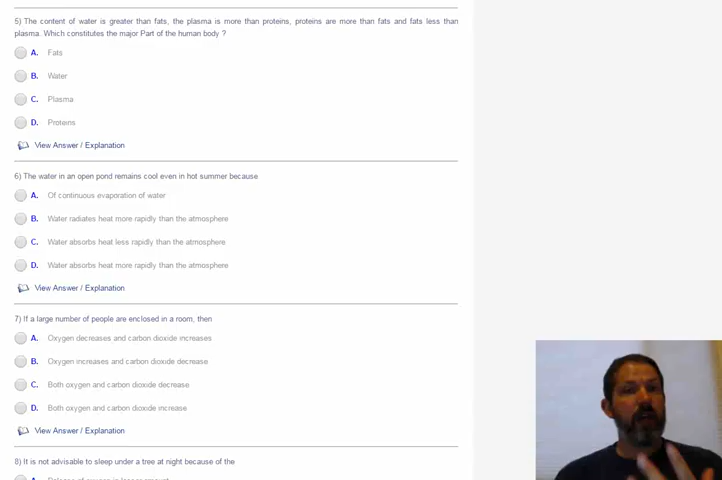 5) The content of water is greater than fats, the plasma is more than proteins, proteins are more than fats and fats less than
plasma. Which constitutes the major Part of the human body ?
A. Fats
B. Water
C. Plasma
D. Proteins
View Answer / Explanation
6) The water in an open pond remains cool even in hot summer because
A. Of continuous evaporation of water
B. Water radiates heat more rapidly than the atmosphere
C. Water absorbs heat less rapidly than the atmosphere
D. Water absorbs heat more rapidly than the atmosphere
View Answer / Explanation
7) If a large number of people are enclosed in a room, then
A. Oxygen decreases and carbon dioxide increases
B. Oxygen increases and carbon dioxide decrease
C. Both oxygen and carbon dioxide decrease
D. Both oxygen and carbon dioxide increase
View Answer / Explanation
8) It is not advisable to sleep under a tree at night because of the